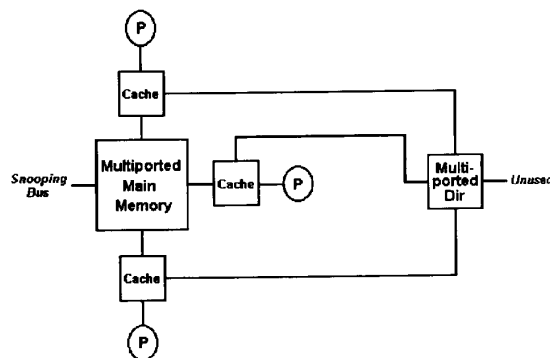 P
Cache
Multiported
Main
Memory
Snooping
Bus
Cache
P
Multi-
ported
Dir
Unused
Cache
P